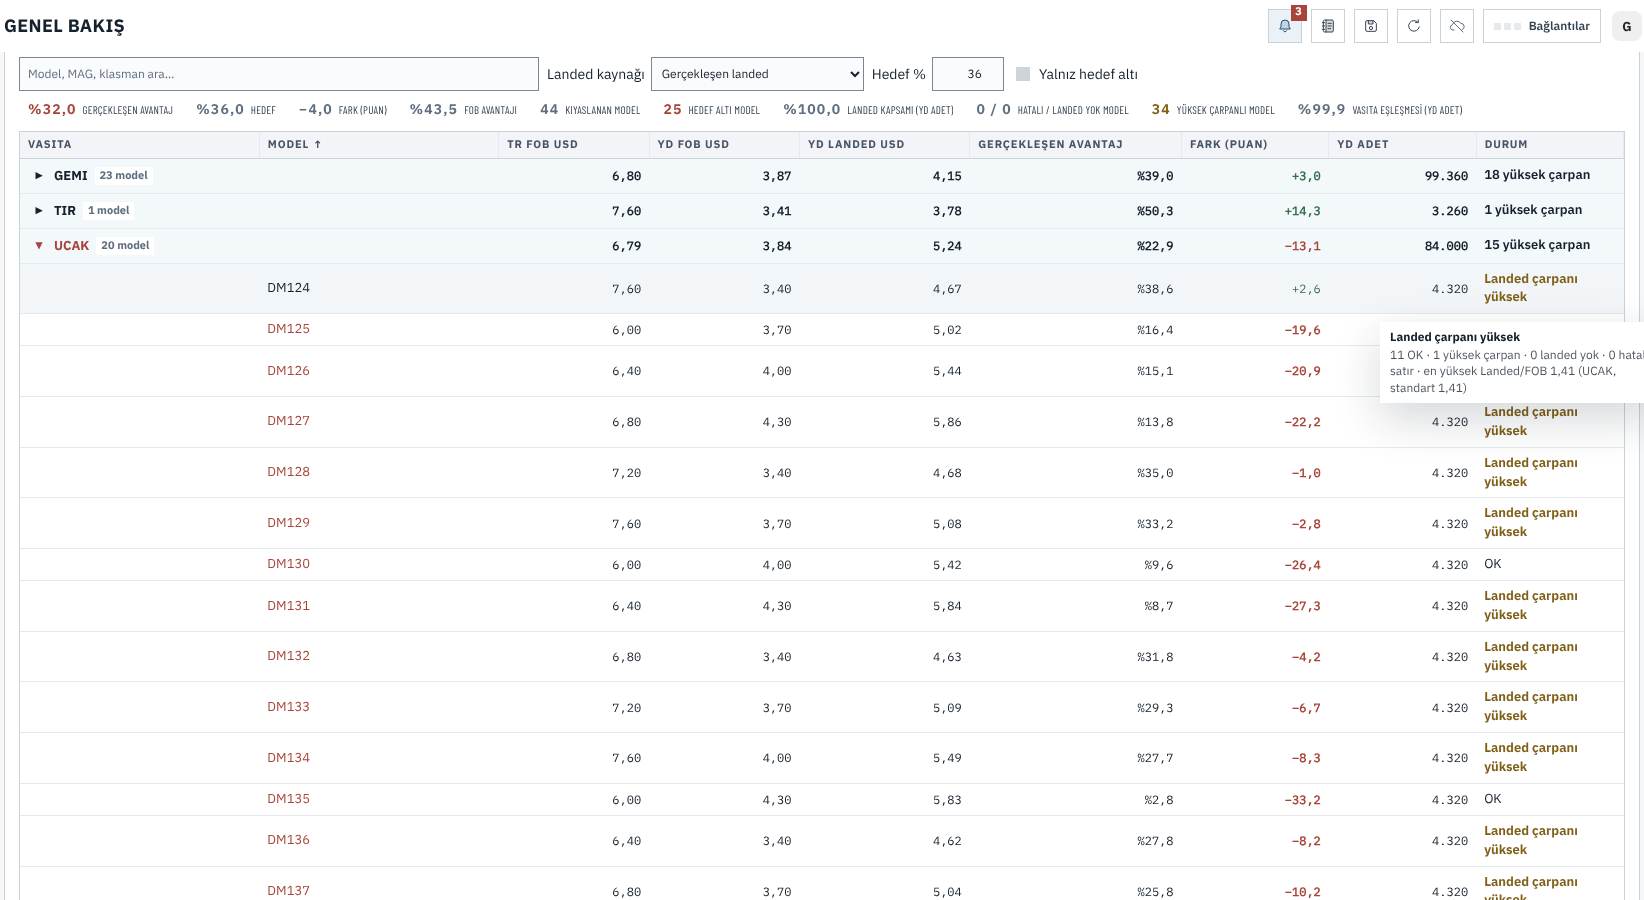 GENEL BAKIŞ
3
Bağlantılar
G
Model, MAG, klasman ara...
Landed kaynağı
Gerçekleşen landed
Hedef %
36
Yalnız hedef altı
%32,0 GERÇEKLEŞEN AVANTAJ %36,0 HEDEF −4,0 FARK (PUAN) %43,5 FOB AVANTAJI 44 KIYASLANAN MODEL 25 HEDEF ALTI MODEL %100,0 LANDED KAPSAMI (YD ADET) 0 / 0 HATALI / LANDED YOK MODEL 34 YÜKSEK ÇARPANLI MODEL %99,9 VASITA EŞLEŞMESİ (YD ADET)
VASITA MODEL ↑ TR FOB USD YD FOB USD YD LANDED USD GERÇEKLEŞEN AVANTAJ FARK (PUAN) YD ADET DURUM
▶ GEMI 23 model 6,80 3,87 4,15 %39,0 +3,0 99.360 18 yüksek çarpan
▶ TIR 1 model 7,60 3,41 3,78 %50,3 +14,3 3.260 1 yüksek çarpan
▼ UCAK 20 model 6,79 3,84 5,24 %22,9 −13,1 84.000 15 yüksek çarpan
DM124 7,60 3,40 4,67 %38,6 +2,6 4.320 Landed çarpanı
yüksek
DM125 6,00 3,70 5,02 %16,4 −19,6
Landed çarpanı yüksek
11 OK · 1 yüksek çarpan · 0 landed yok · 0 hatal
satır · en yüksek Landed/FOB 1,41 (UCAK,
standart 1,41)
DM126 6,40 4,00 5,44 %15,1 −20,9
DM127 6,80 4,30 5,86 %13,8 −22,2 4.320 Landed çarpanı
yüksek
DM128 7,20 3,40 4,68 %35,0 −1,0 4.320 Landed çarpanı
yüksek
DM129 7,60 3,70 5,08 %33,2 −2,8 4.320 Landed çarpanı
yüksek
DM130 6,00 4,00 5,42 %9,6 −26,4 4.320 OK
DM131 6,40 4,30 5,84 %8,7 −27,3 4.320 Landed çarpanı
yüksek
DM132 6,80 3,40 4,63 %31,8 −4,2 4.320 Landed çarpanı
yüksek
DM133 7,20 3,70 5,09 %29,3 −6,7 4.320 Landed çarpanı
yüksek
DM134 7,60 4,00 5,49 %27,7 −8,3 4.320 Landed çarpanı
yüksek
DM135 6,00 4,30 5,83 %2,8 −33,2 4.320 OK
DM136 6,40 3,40 4,62 %27,8 −8,2 4.320 Landed çarpanı
yüksek
DM137 6,80 3,70 5,04 %25,8 −10,2 4.320 Landed çarpanı
yüksek